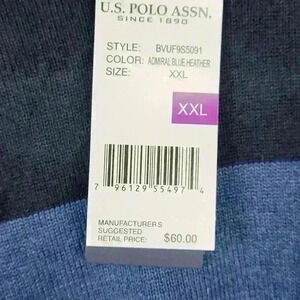 U.S. POLO ASSN.
SINCE 1890
STYLE: BVUF9S5091
COLOR: ADMIRAL BLUE HEATHER
SIZE: XXL
XXL
7 96129 55497 4
MANUFACTURERS
SUGGESTED
RETAIL PRICE: $60.00